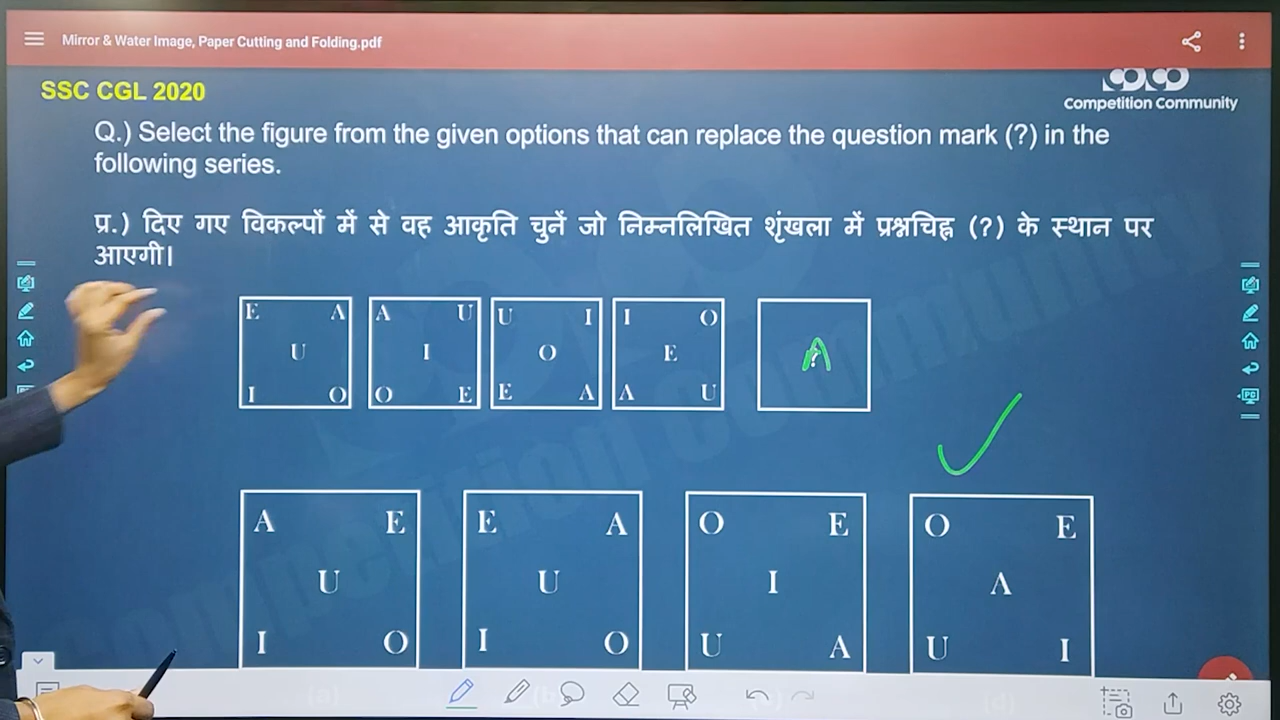 Mirror & Water Image, Paper Cutting and Folding.pdf
SSC CGL 2020
Competition Community
Q.) Select the figure from the given options that can replace the question mark (?) in the
following series.
प्र.) दिए गए विकल्पों में से वह आकृति चुनें जो निम्नलिखित शृंखला में प्रश्नचिह्न (?) के स्थान पर
आएगी।
E A A U U I I O
U I O E A
I O O E E A A U
A E E A O E O E
U U I A
I O I O U A U I